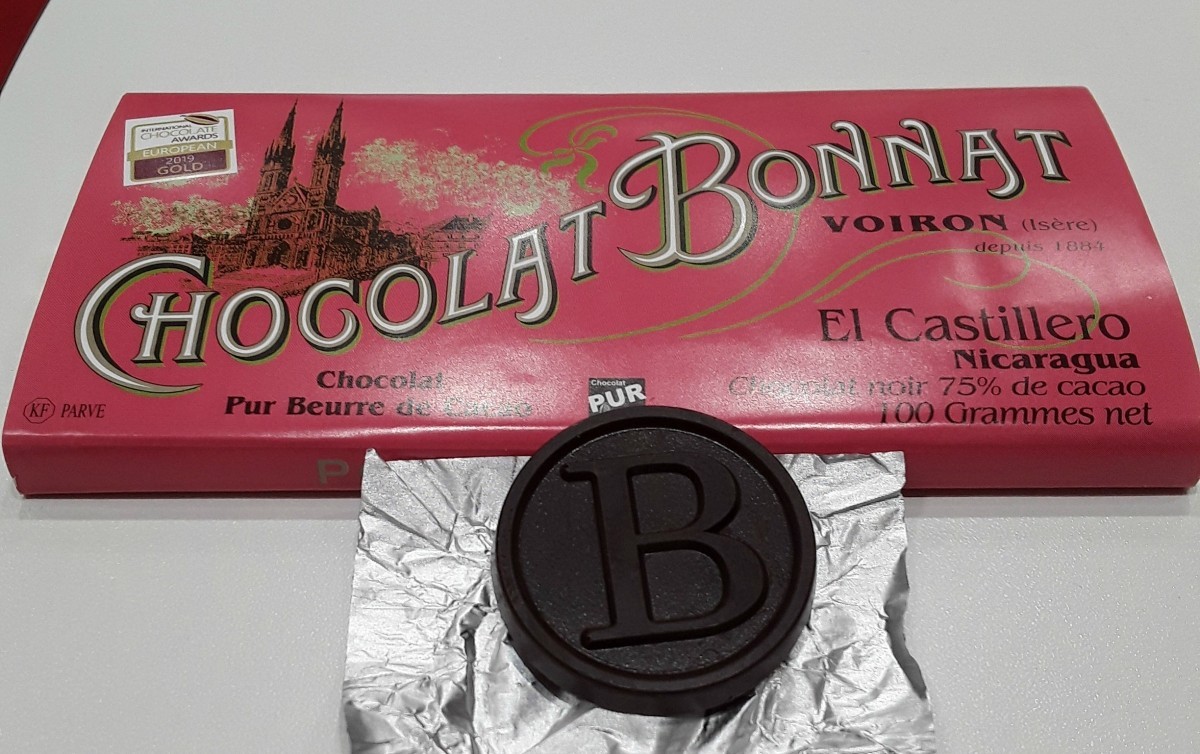 INTERNATIONAL
CHOCOLATE
AWARDS
EUROPEAN
2019
GOLD
CHOCOLAT BONNAT
VOIRON (Isère)
depuis 1884
El Castillero
Nicaragua
Chocolat noir 75% de cacao
100 Grammes net
Chocolat
Pur Beurre de Cacao
KF PARVE
Chocolat
PUR
P
B